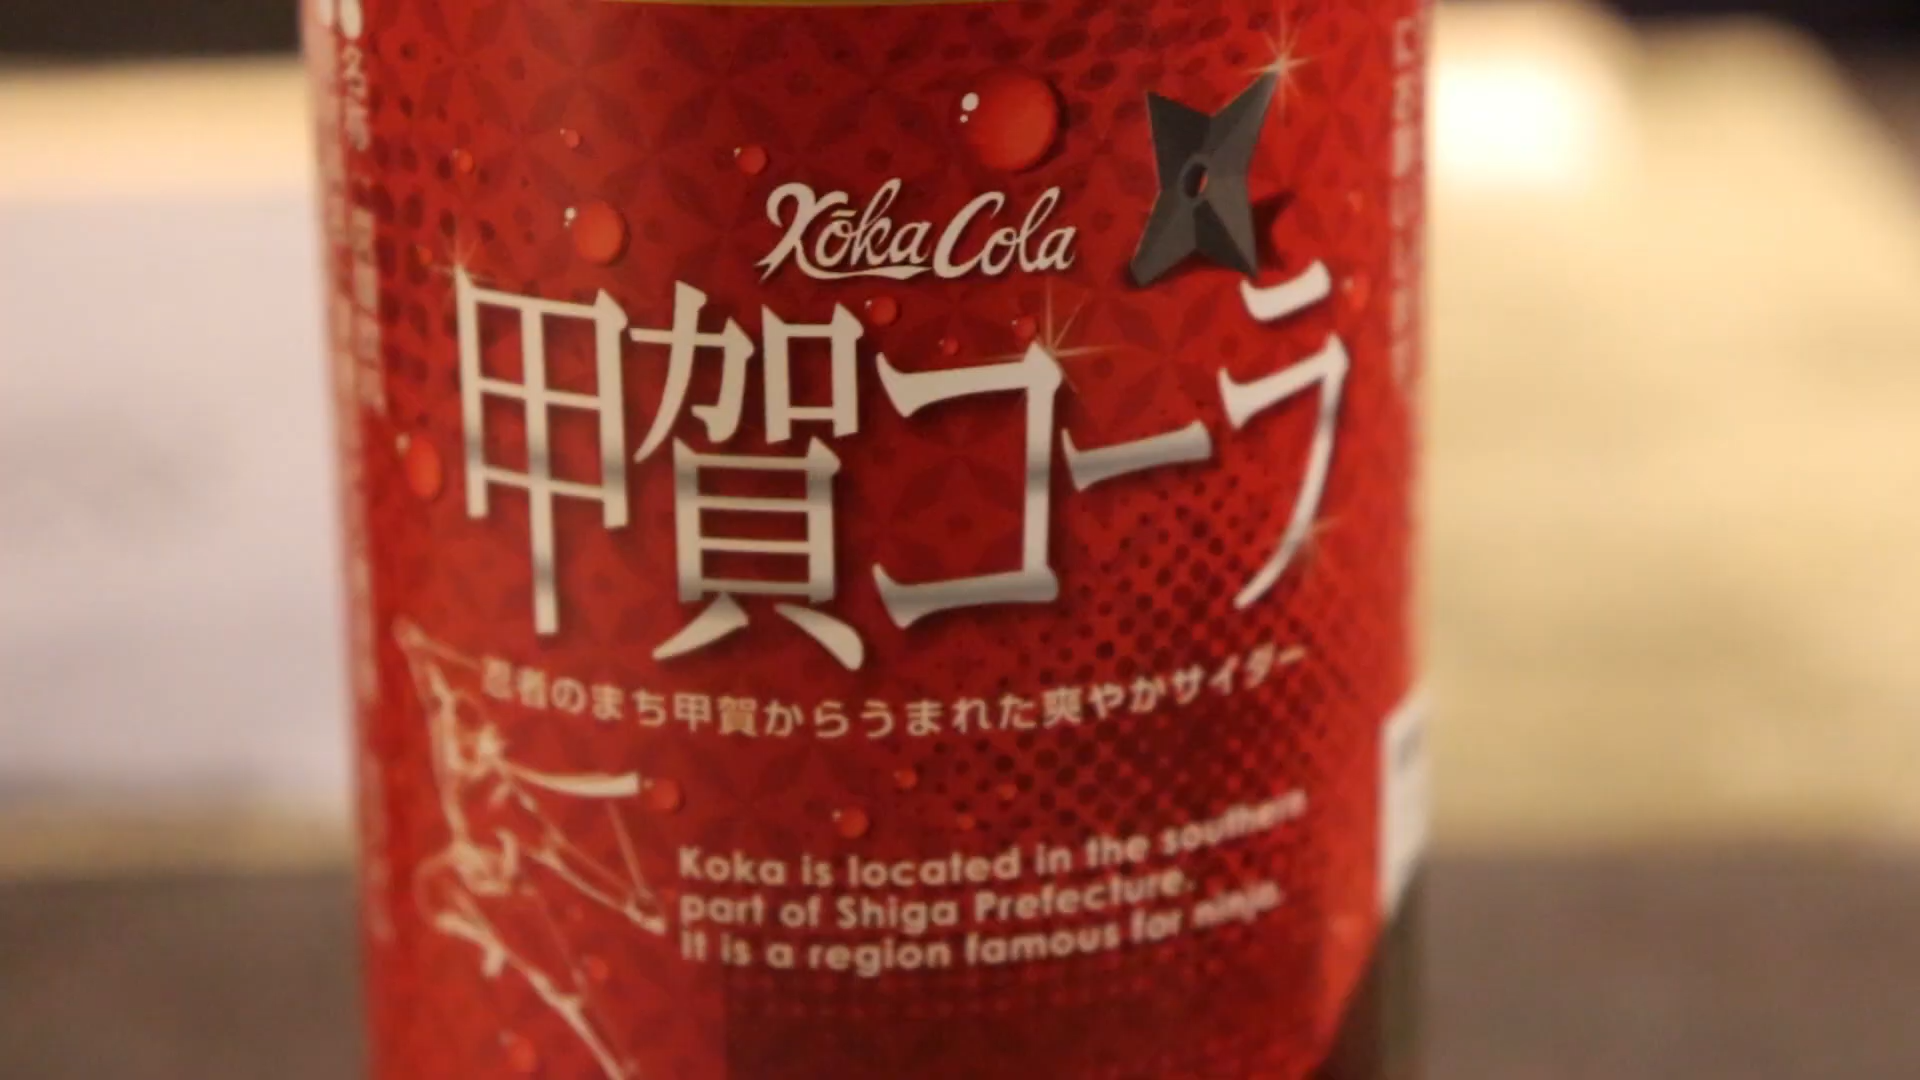 Kōka Cola
甲賀コーラ
忍者のまち甲賀からうまれた爽やかサイダー
Koka is located in the southern
part of Shiga Prefecture.
It is a region famous for ninja.